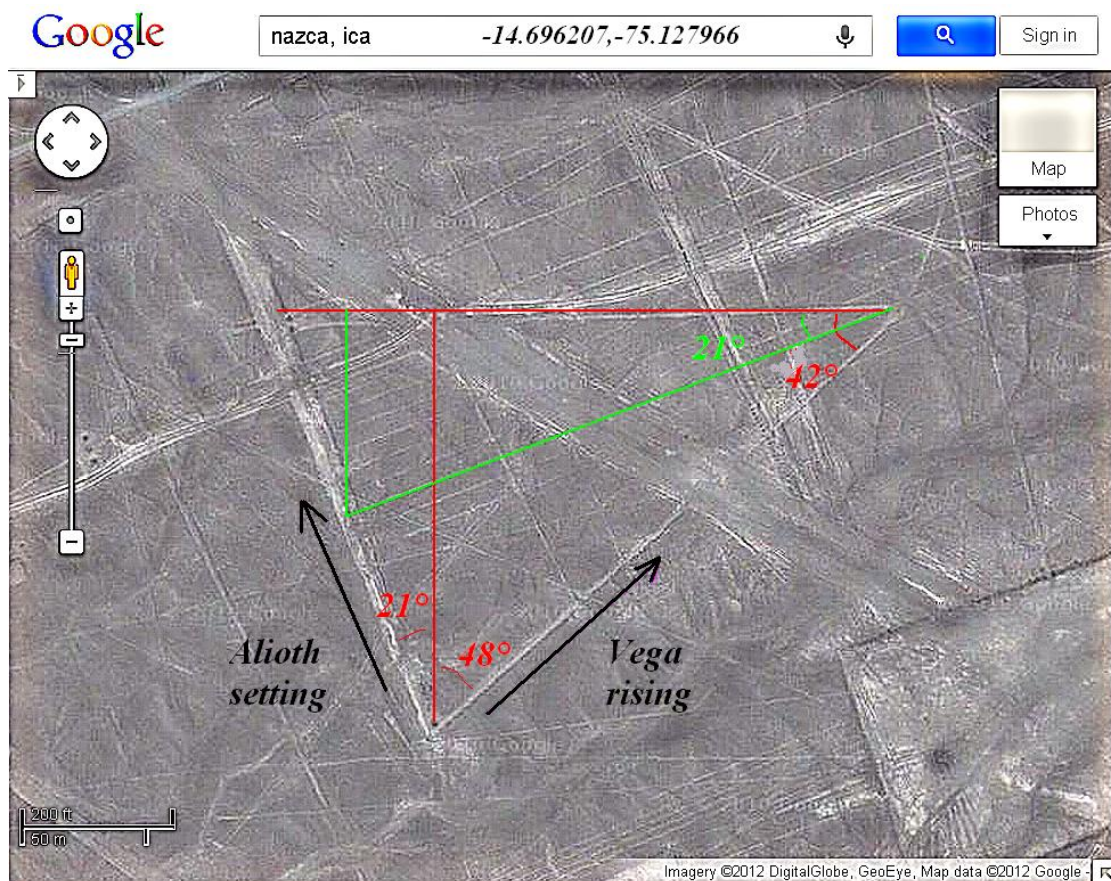 Google
nazca, ica -14.696207,-75.127966
Sign in
Map
Photos
21°
42°
21°
48°
Alioth
setting
Vega
rising
200 ft
50 m
Imagery ©2012 DigitalGlobe, GeoEye, Map data ©2012 Google -